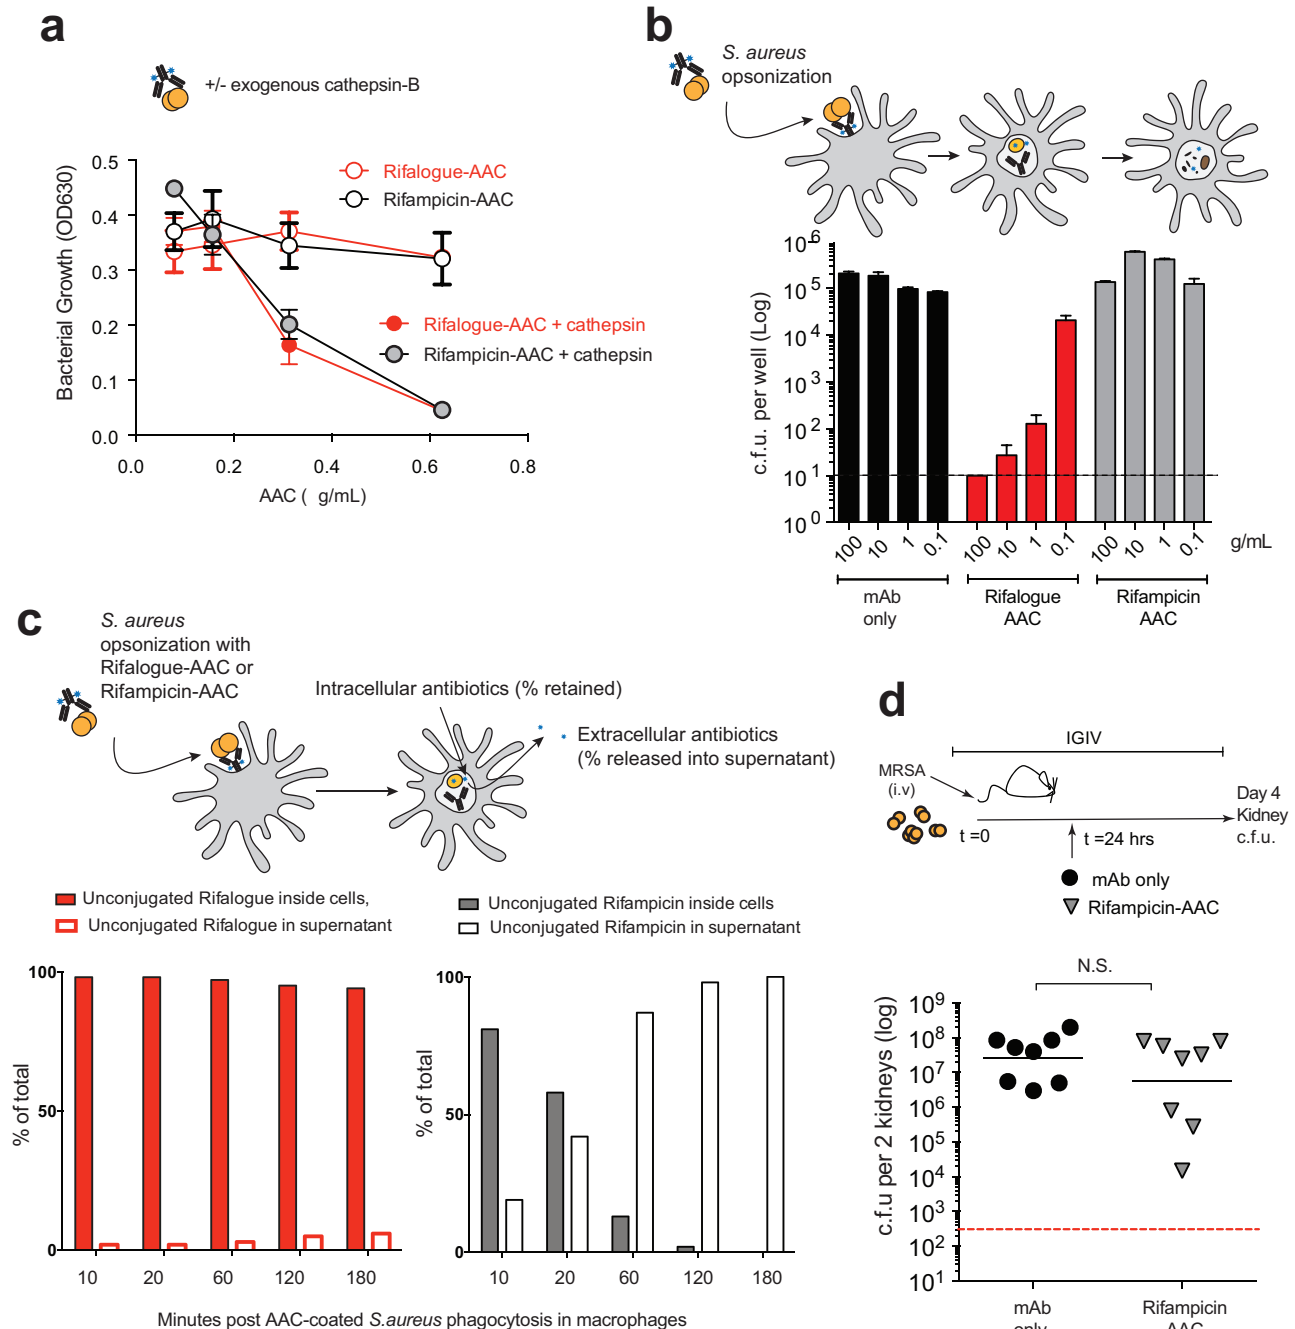 a
+/- exogenous cathepsin-B
0.5
0.4
0.3
0.2
0.1
0.0
Bacterial Growth (OD630)
Rifalogue-AAC
Rifampicin-AAC
Rifalogue-AAC + cathepsin
Rifampicin-AAC + cathepsin
0.0 0.2 0.4 0.6 0.8
AAC ( g/mL)
b
S. aureus
opsonization
10^6
10^5
10^4
10^3
10^2
10^1
10^0
c.f.u. per well (Log)
100 10 1 0.1 100 10 1 0.1 100 10 1 0.1 g/mL
mAb
only
Rifalogue
AAC
Rifampicin
AAC
c
S. aureus
opsonization with
Rifalogue-AAC or
Rifampicin-AAC
Intracellular antibiotics (% retained)
Extracellular antibiotics
(% released into supernatant)
Unconjugated Rifalogue inside cells,
Unconjugated Rifalogue in supernatant
Unconjugated Rifampicin inside cells
Unconjugated Rifampicin in supernatant
100
50
0
% of total
10 20 60 120 180
100
50
0
% of total
10 20 60 120 180
Minutes post AAC-coated S.aureus phagocytosis in macrophages
d
IGIV
MRSA
(i.v)
t =0
t =24 hrs
Day 4
Kidney
c.f.u.
mAb only
Rifampicin-AAC
N.S.
10^9
10^8
10^7
10^6
10^5
10^4
10^3
10^2
10^1
c.f.u per 2 kidneys (log)
mAb
only
Rifampicin
AAC